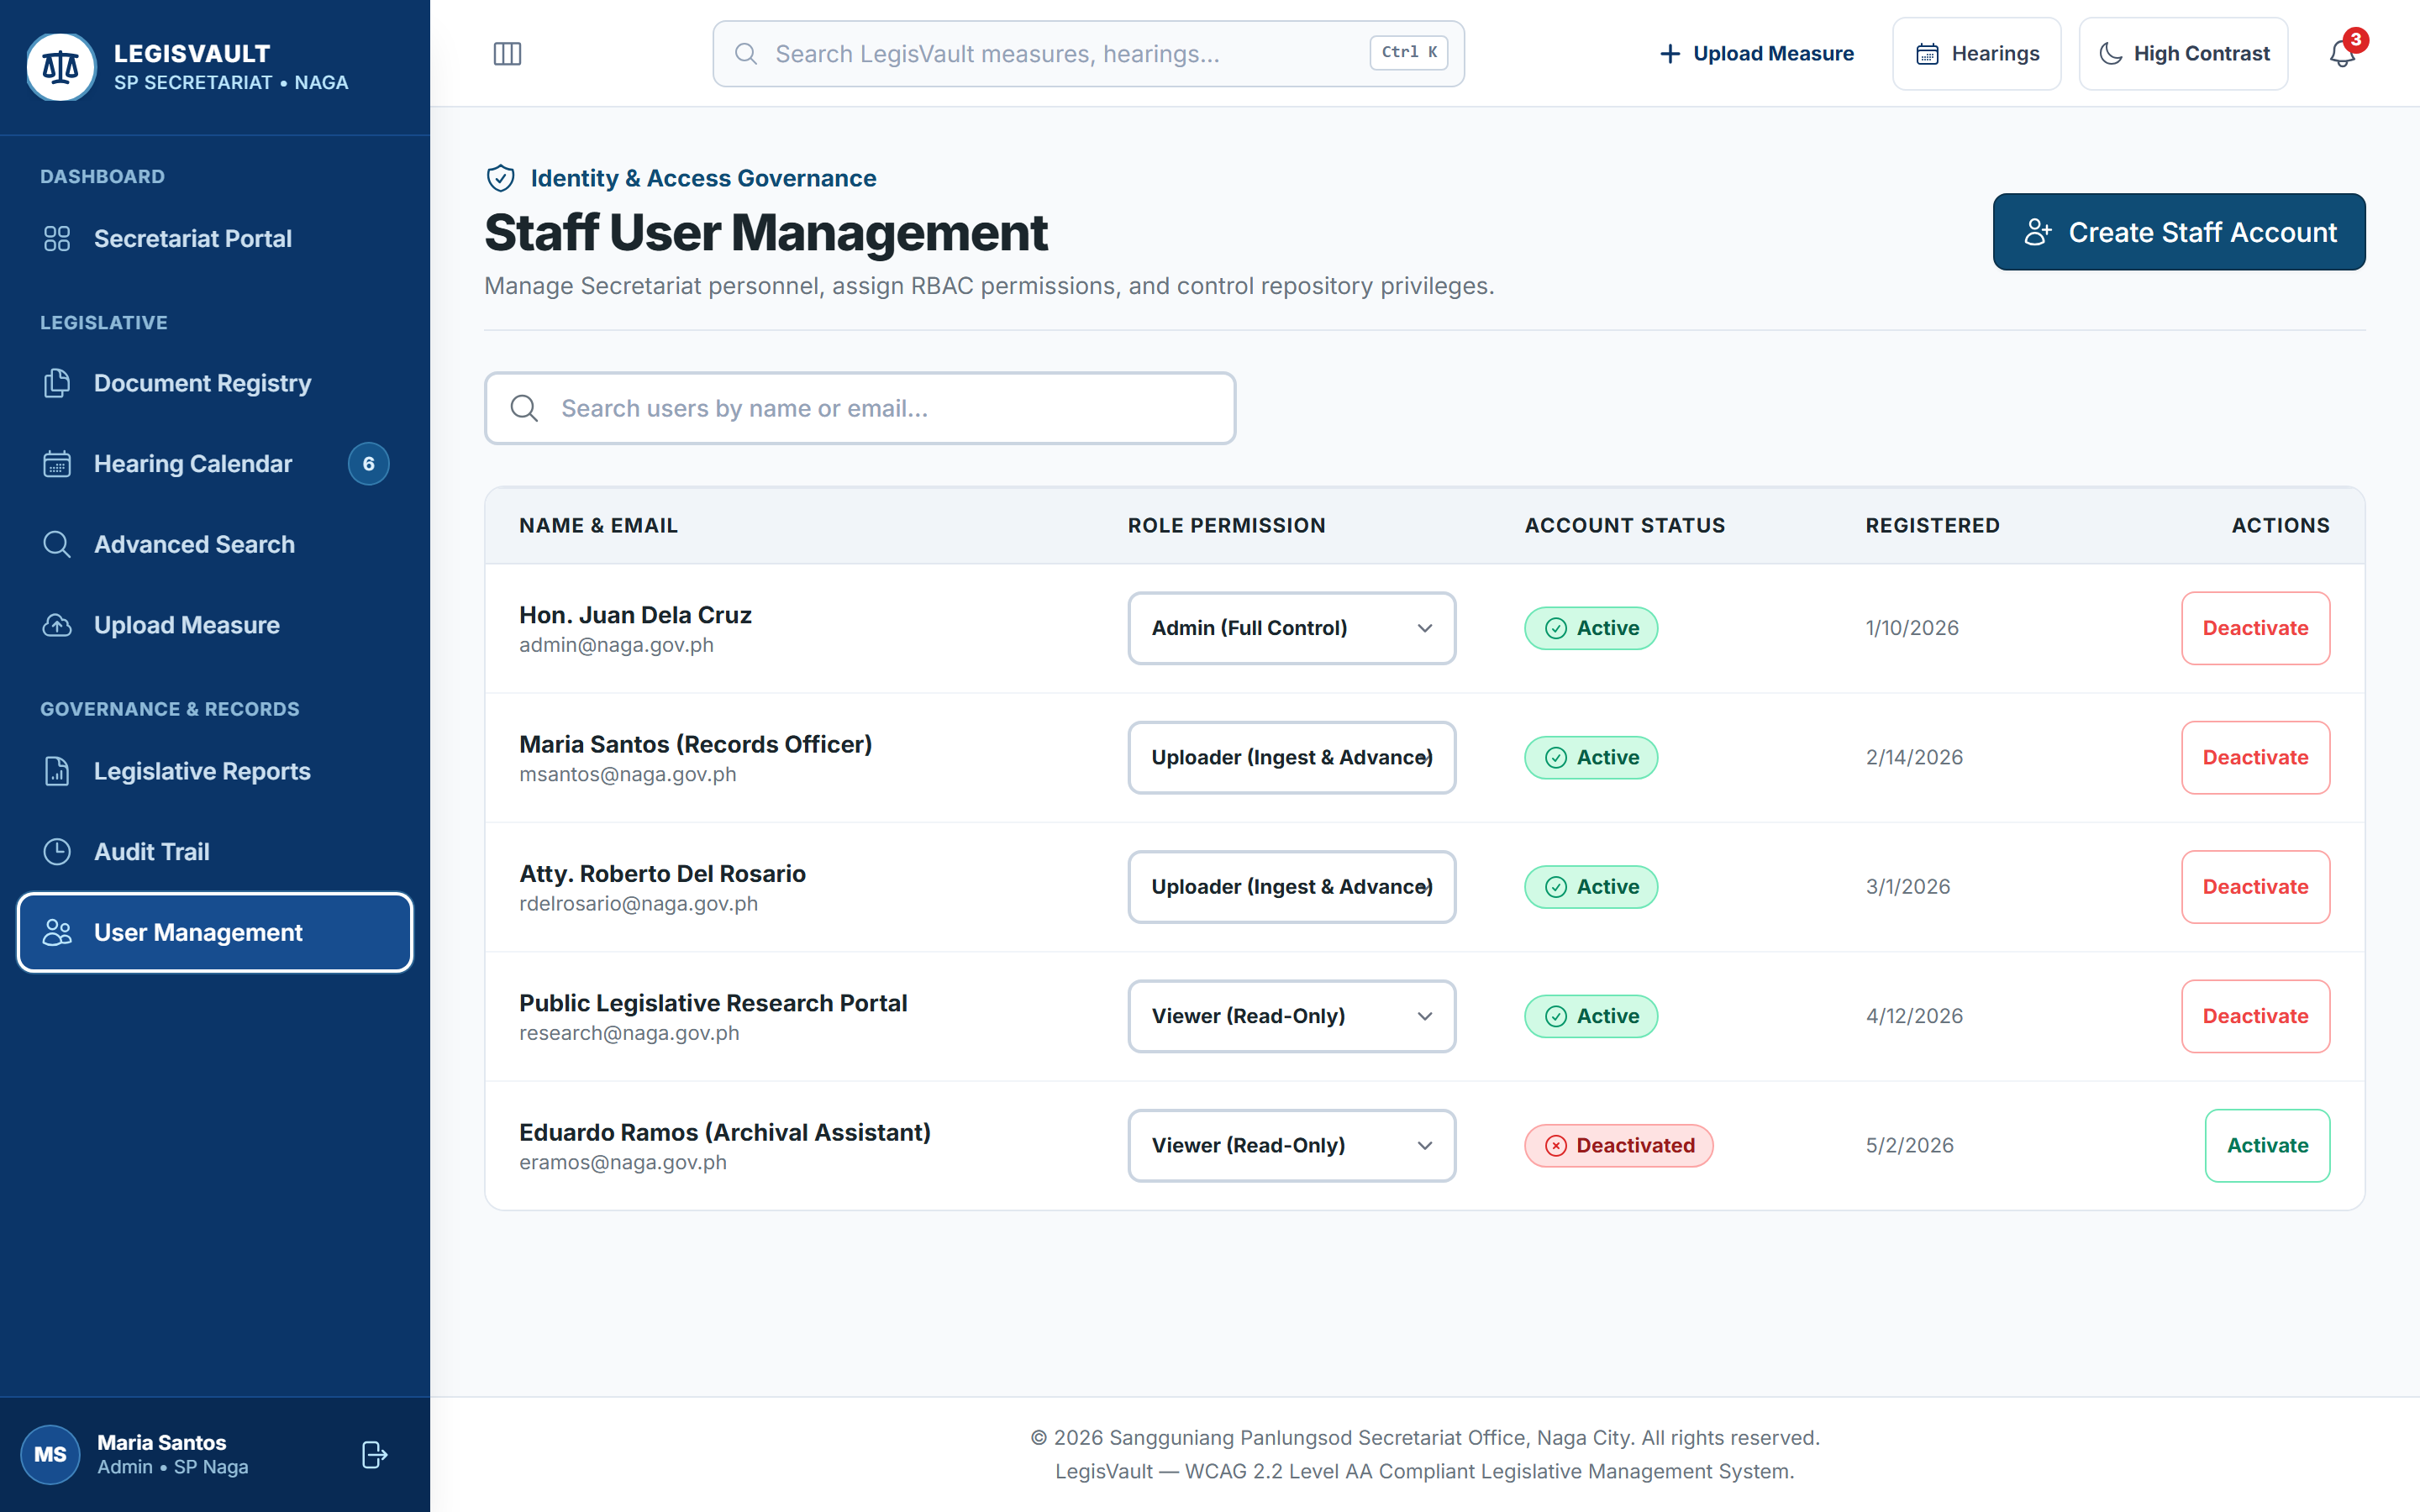 LEGISVAULT
SP SECRETARIAT • NAGA
DASHBOARD
Secretariat Portal
LEGISLATIVE
Document Registry
Hearing Calendar 6
Advanced Search
Upload Measure
GOVERNANCE & RECORDS
Legislative Reports
Audit Trail
User Management
MS
Maria Santos
Admin • SP Naga
Search LegisVault measures, hearings... Ctrl K
Upload Measure
Hearings
High Contrast
3
Identity & Access Governance
Staff User Management
Manage Secretariat personnel, assign RBAC permissions, and control repository privileges.
Create Staff Account
Search users by name or email...
NAME & EMAIL ROLE PERMISSION ACCOUNT STATUS REGISTERED ACTIONS
Hon. Juan Dela Cruz
admin@naga.gov.ph
Admin (Full Control) Active 1/10/2026 Deactivate
Maria Santos (Records Officer)
msantos@naga.gov.ph
Uploader (Ingest & Advance) Active 2/14/2026 Deactivate
Atty. Roberto Del Rosario
rdelrosario@naga.gov.ph
Uploader (Ingest & Advance) Active 3/1/2026 Deactivate
Public Legislative Research Portal
research@naga.gov.ph
Viewer (Read-Only) Active 4/12/2026 Deactivate
Eduardo Ramos (Archival Assistant)
eramos@naga.gov.ph
Viewer (Read-Only) Deactivated 5/2/2026 Activate
© 2026 Sangguniang Panlungsod Secretariat Office, Naga City. All rights reserved.
LegisVault — WCAG 2.2 Level AA Compliant Legislative Management System.